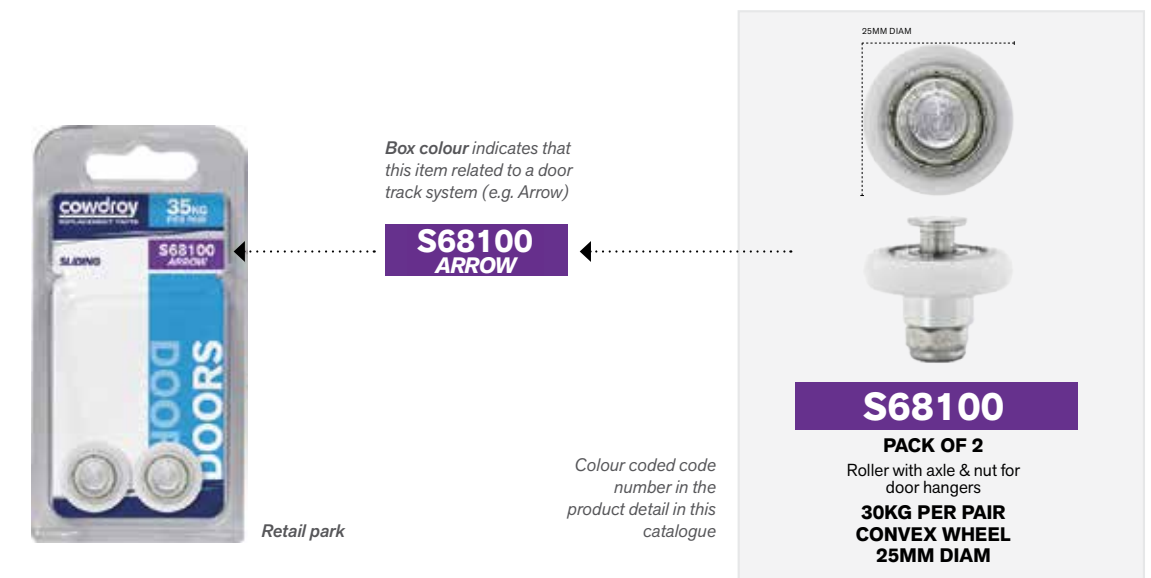 25MM DIAM
Box colour indicates that
this item related to a door
track system (e.g. Arrow)
cowdroy
REPLACEMENT PARTS
35KG
PER PAIR
SLIDING
S68100
ARROW
S68100
ARROW
DOORS
DOORS
S68100
PACK OF 2
Roller with axle & nut for
door hangers
30KG PER PAIR
CONVEX WHEEL
25MM DIAM
Colour coded code
number in the
product detail in this
catalogue
Retail park